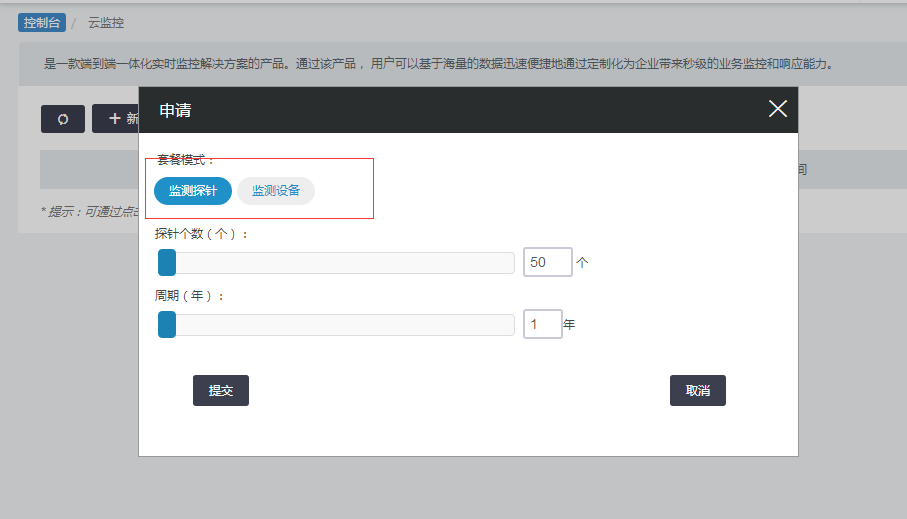 控制台 / 云监控
是一款端到端一体化实时监控解决方案的产品。通过该产品， 用户可以基于海量的数据迅速便捷地通过定制化为企业带来秒级的业务监控和响应能力。
+ 新
申请
套餐模式：
间
监测探针 监测设备
* 提示：可通过点击
探针个数（个）：
50 个
周期（年）：
1 年
提交 取消